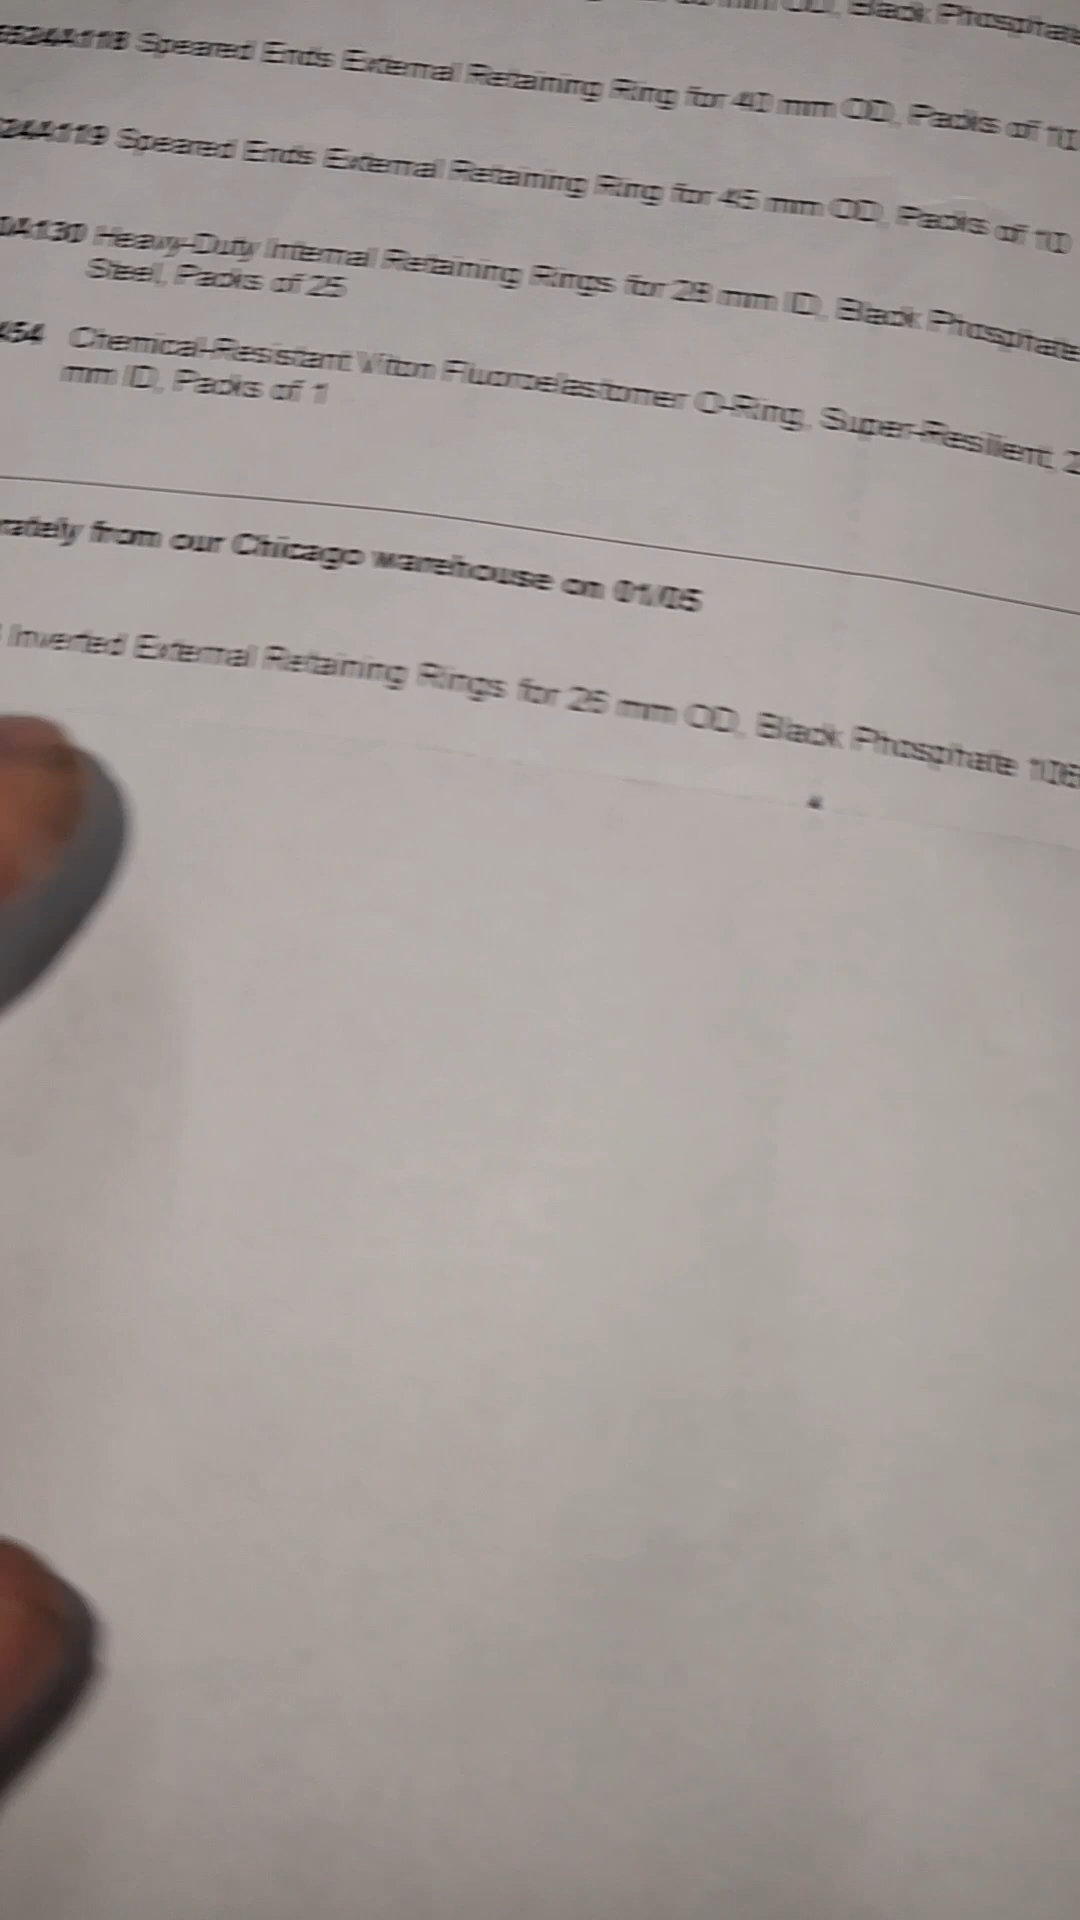 mm OD, Black Phosphate
Speared Ends External Retaining Ring for 40 mm OD, Packs of 10
Speared Ends External Retaining Ring for 45 mm OD, Packs of 10
Heavy-Duty Internal Retaining Rings for 28 mm ID, Black Phosphate
Steel, Packs of 25
454 Chemical-Resistant Viton Fluoroelastomer O-Ring, Super-Resilient,
mm ID, Packs of 1
rately from our Chicago warehouse on 01/05
Inverted External Retaining Rings for mm OD, Black Phosphate